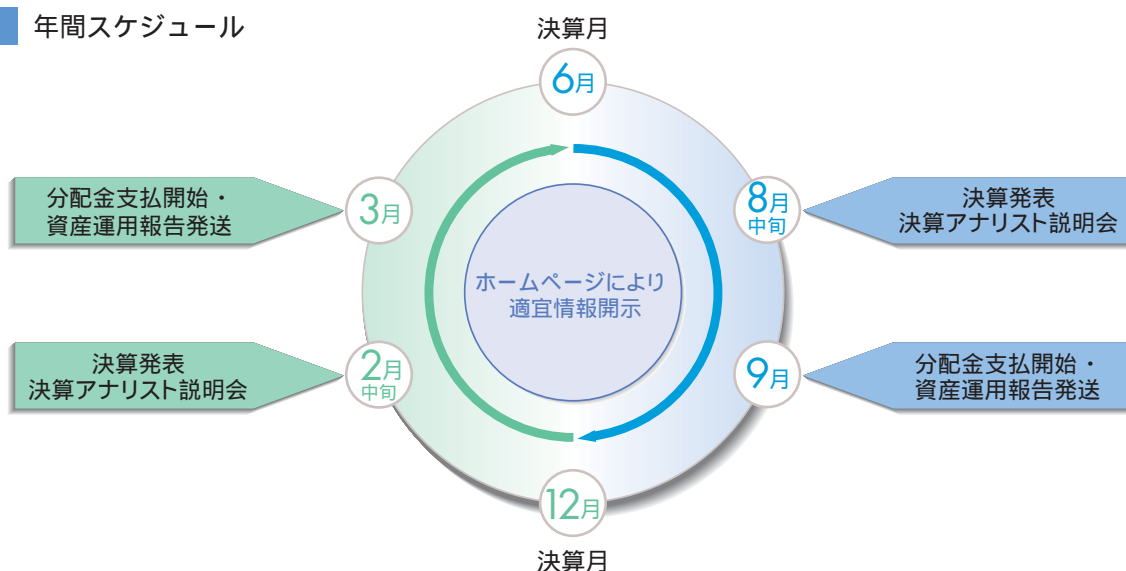 年間スケジュール
決算月
6月
分配金支払開始・
資産運用報告発送
3月
8月
中旬
決算発表
決算アナリスト説明会
ホームページにより
適宜情報開示
決算発表
決算アナリスト説明会
2月
中旬
9月
分配金支払開始・
資産運用報告発送
12月
決算月